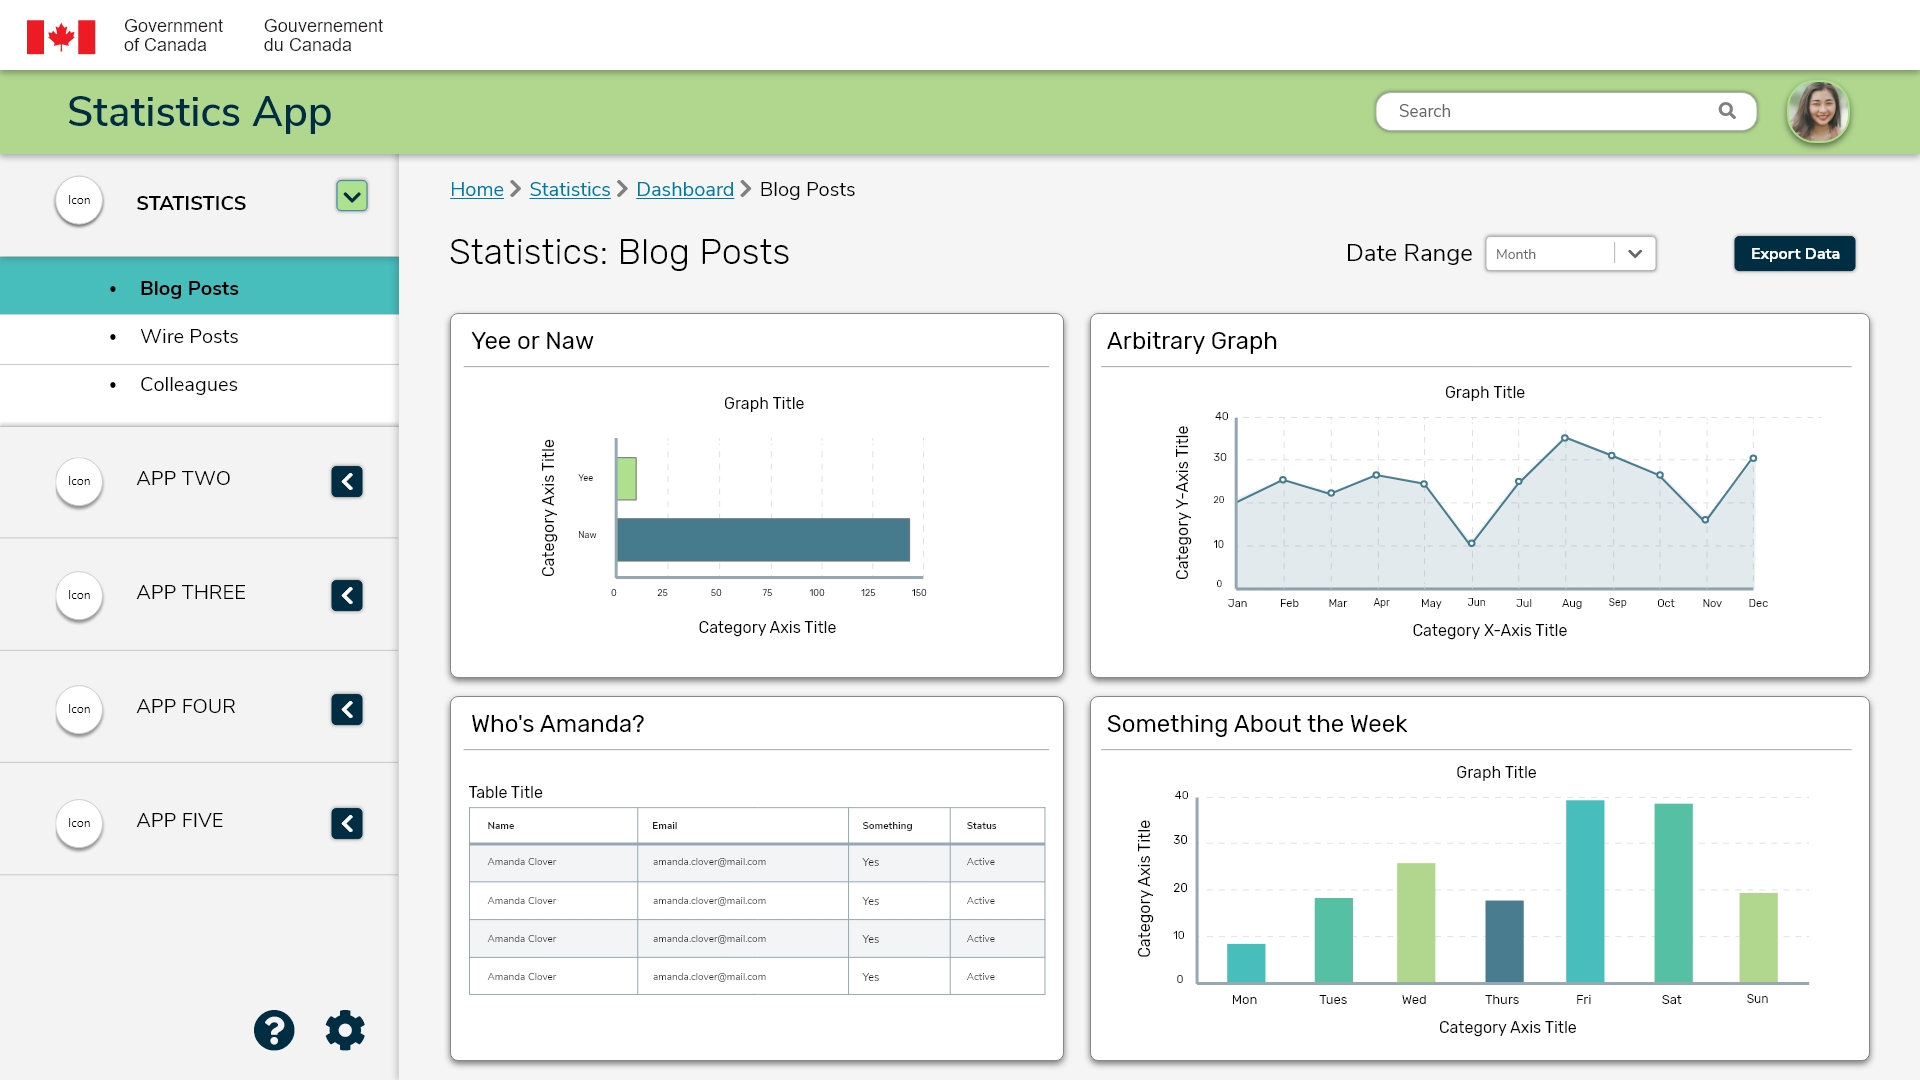 Government
of Canada
Gouvernement
du Canada
Statistics App
Search
Icon
STATISTICS
• Blog Posts
• Wire Posts
• Colleagues
Icon
APP TWO
Icon
APP THREE
Icon
APP FOUR
Icon
APP FIVE
Home Statistics Dashboard Blog Posts
Statistics: Blog Posts
Date Range
Month
Export Data
Yee or Naw
Graph Title
Category Axis Title
Yee
Naw
0 25 50 75 100 125 150
Category Axis Title
Arbitrary Graph
Graph Title
Category Y-Axis Title
40
30
20
10
0
Jan Feb Mar Apr May Jun Jul Aug Sep Oct Nov Dec
Category X-Axis Title
Who's Amanda?
Table Title
Name Email Something Status
Amanda Clover amanda.clover@mail.com Yes Active
Amanda Clover amanda.clover@mail.com Yes Active
Amanda Clover amanda.clover@mail.com Yes Active
Amanda Clover amanda.clover@mail.com Yes Active
Something About the Week
Graph Title
Category Axis Title
40
30
20
10
0
Mon Tues Wed Thurs Fri Sat Sun
Category Axis Title